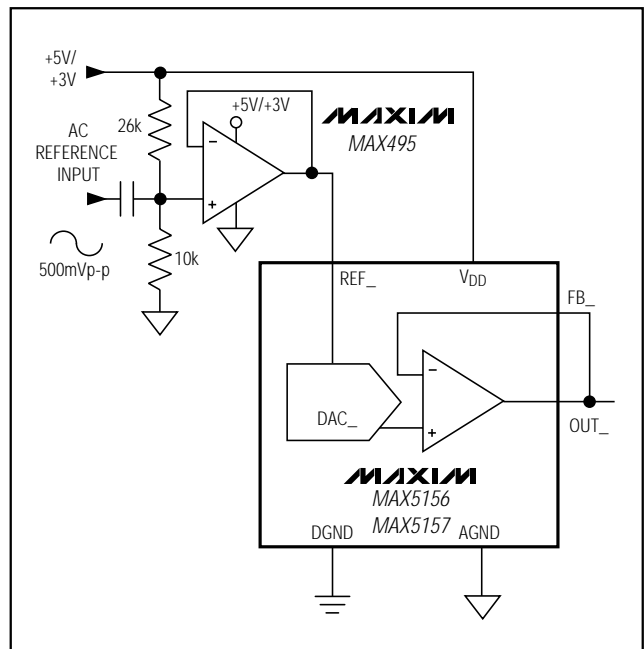 +5V/
+3V
26k
+5V/+3V
MAXIM
MAX495
AC
REFERENCE
INPUT
−
+
500mVp-p
10k
REF_
VDD
FB_
DAC_
−
+
OUT_
MAXIM
MAX5156
MAX5157
DGND
AGND